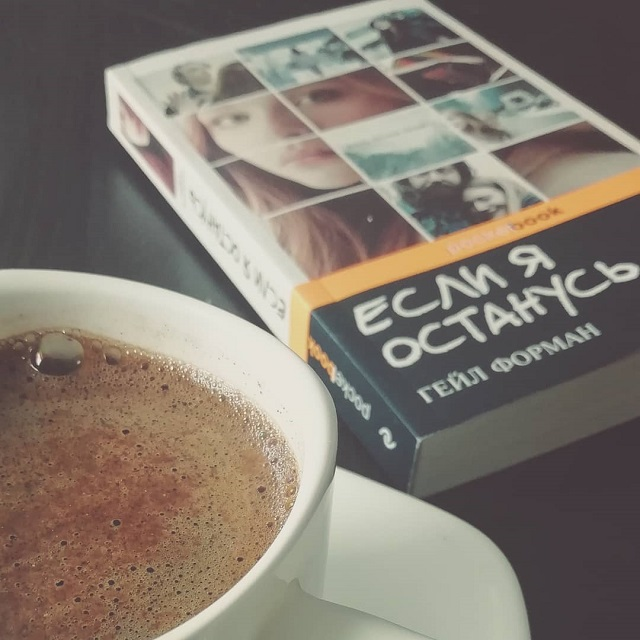 pocketbook
ЕСЛИ Я
ОСТАНУСЬ
ГЕЙЛ ФОРМАН
ЕСЛИ Я ОСТАНУСЬ
pocketbook